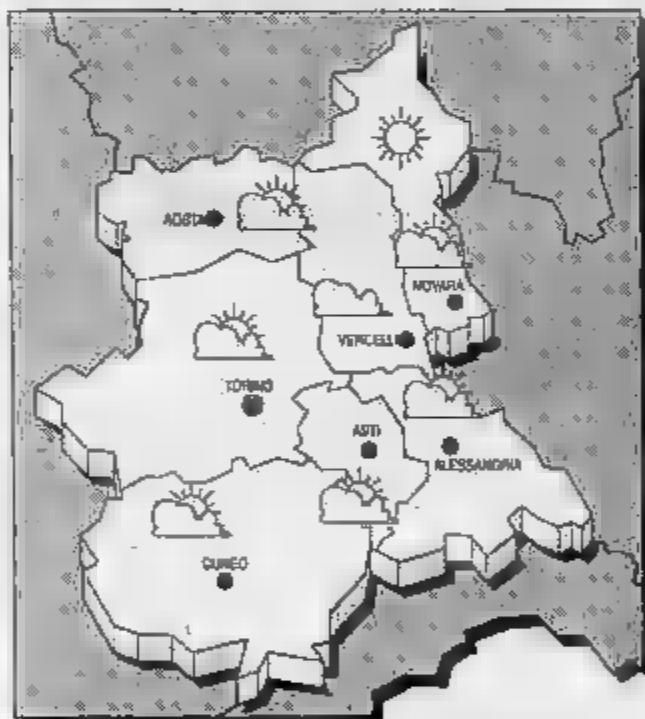 AOSTA
NOVARA
VERCELLI
TORINO
ASTI
ALESSANDRIA
CUNEO